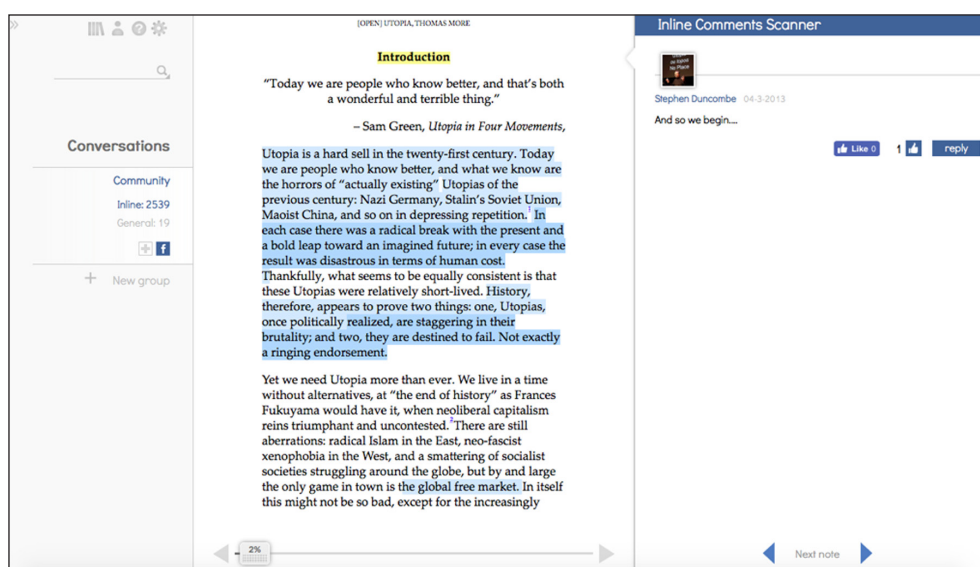 [OPEN] UTOPIA, THOMAS MORE
Inline Comments Scanner
Conversations
Community
Inline: 2539
General: 19
f
+ New group
Introduction
“Today we are people who know better, and that’s both
a wonderful and terrible thing.”
– Sam Green, Utopia in Four Movements,
Utopia is a hard sell in the twenty-first century. Today
we are people who know better, and what we know are
the horrors of “actually existing” Utopias of the
previous century: Nazi Germany, Stalin’s Soviet Union,
Maoist China, and so on in depressing repetition.1 In
each case there was a radical break with the present and
a bold leap toward an imagined future; in every case the
result was disastrous in terms of human cost.
Thankfully, what seems to be equally consistent is that
these Utopias were relatively short-lived. History,
therefore, appears to prove two things: one, Utopias,
once politically realized, are staggering in their
brutality; and two, they are destined to fail. Not exactly
a ringing endorsement.
Yet we need Utopia more than ever. We live in a time
without alternatives, at “the end of history” as Frances
Fukuyama would have it, when neoliberal capitalism
reins triumphant and uncontested.2 There are still
aberrations: radical Islam in the East, neo-fascist
xenophobia in the West, and a smattering of socialist
societies struggling around the globe, but by and large
the only game in town is the global free market. In itself
this might not be so bad, except for the increasingly
2%
No Place
Stephen Duncombe 04-3-2013
And so we begin....
Like 0 1 reply
Next note